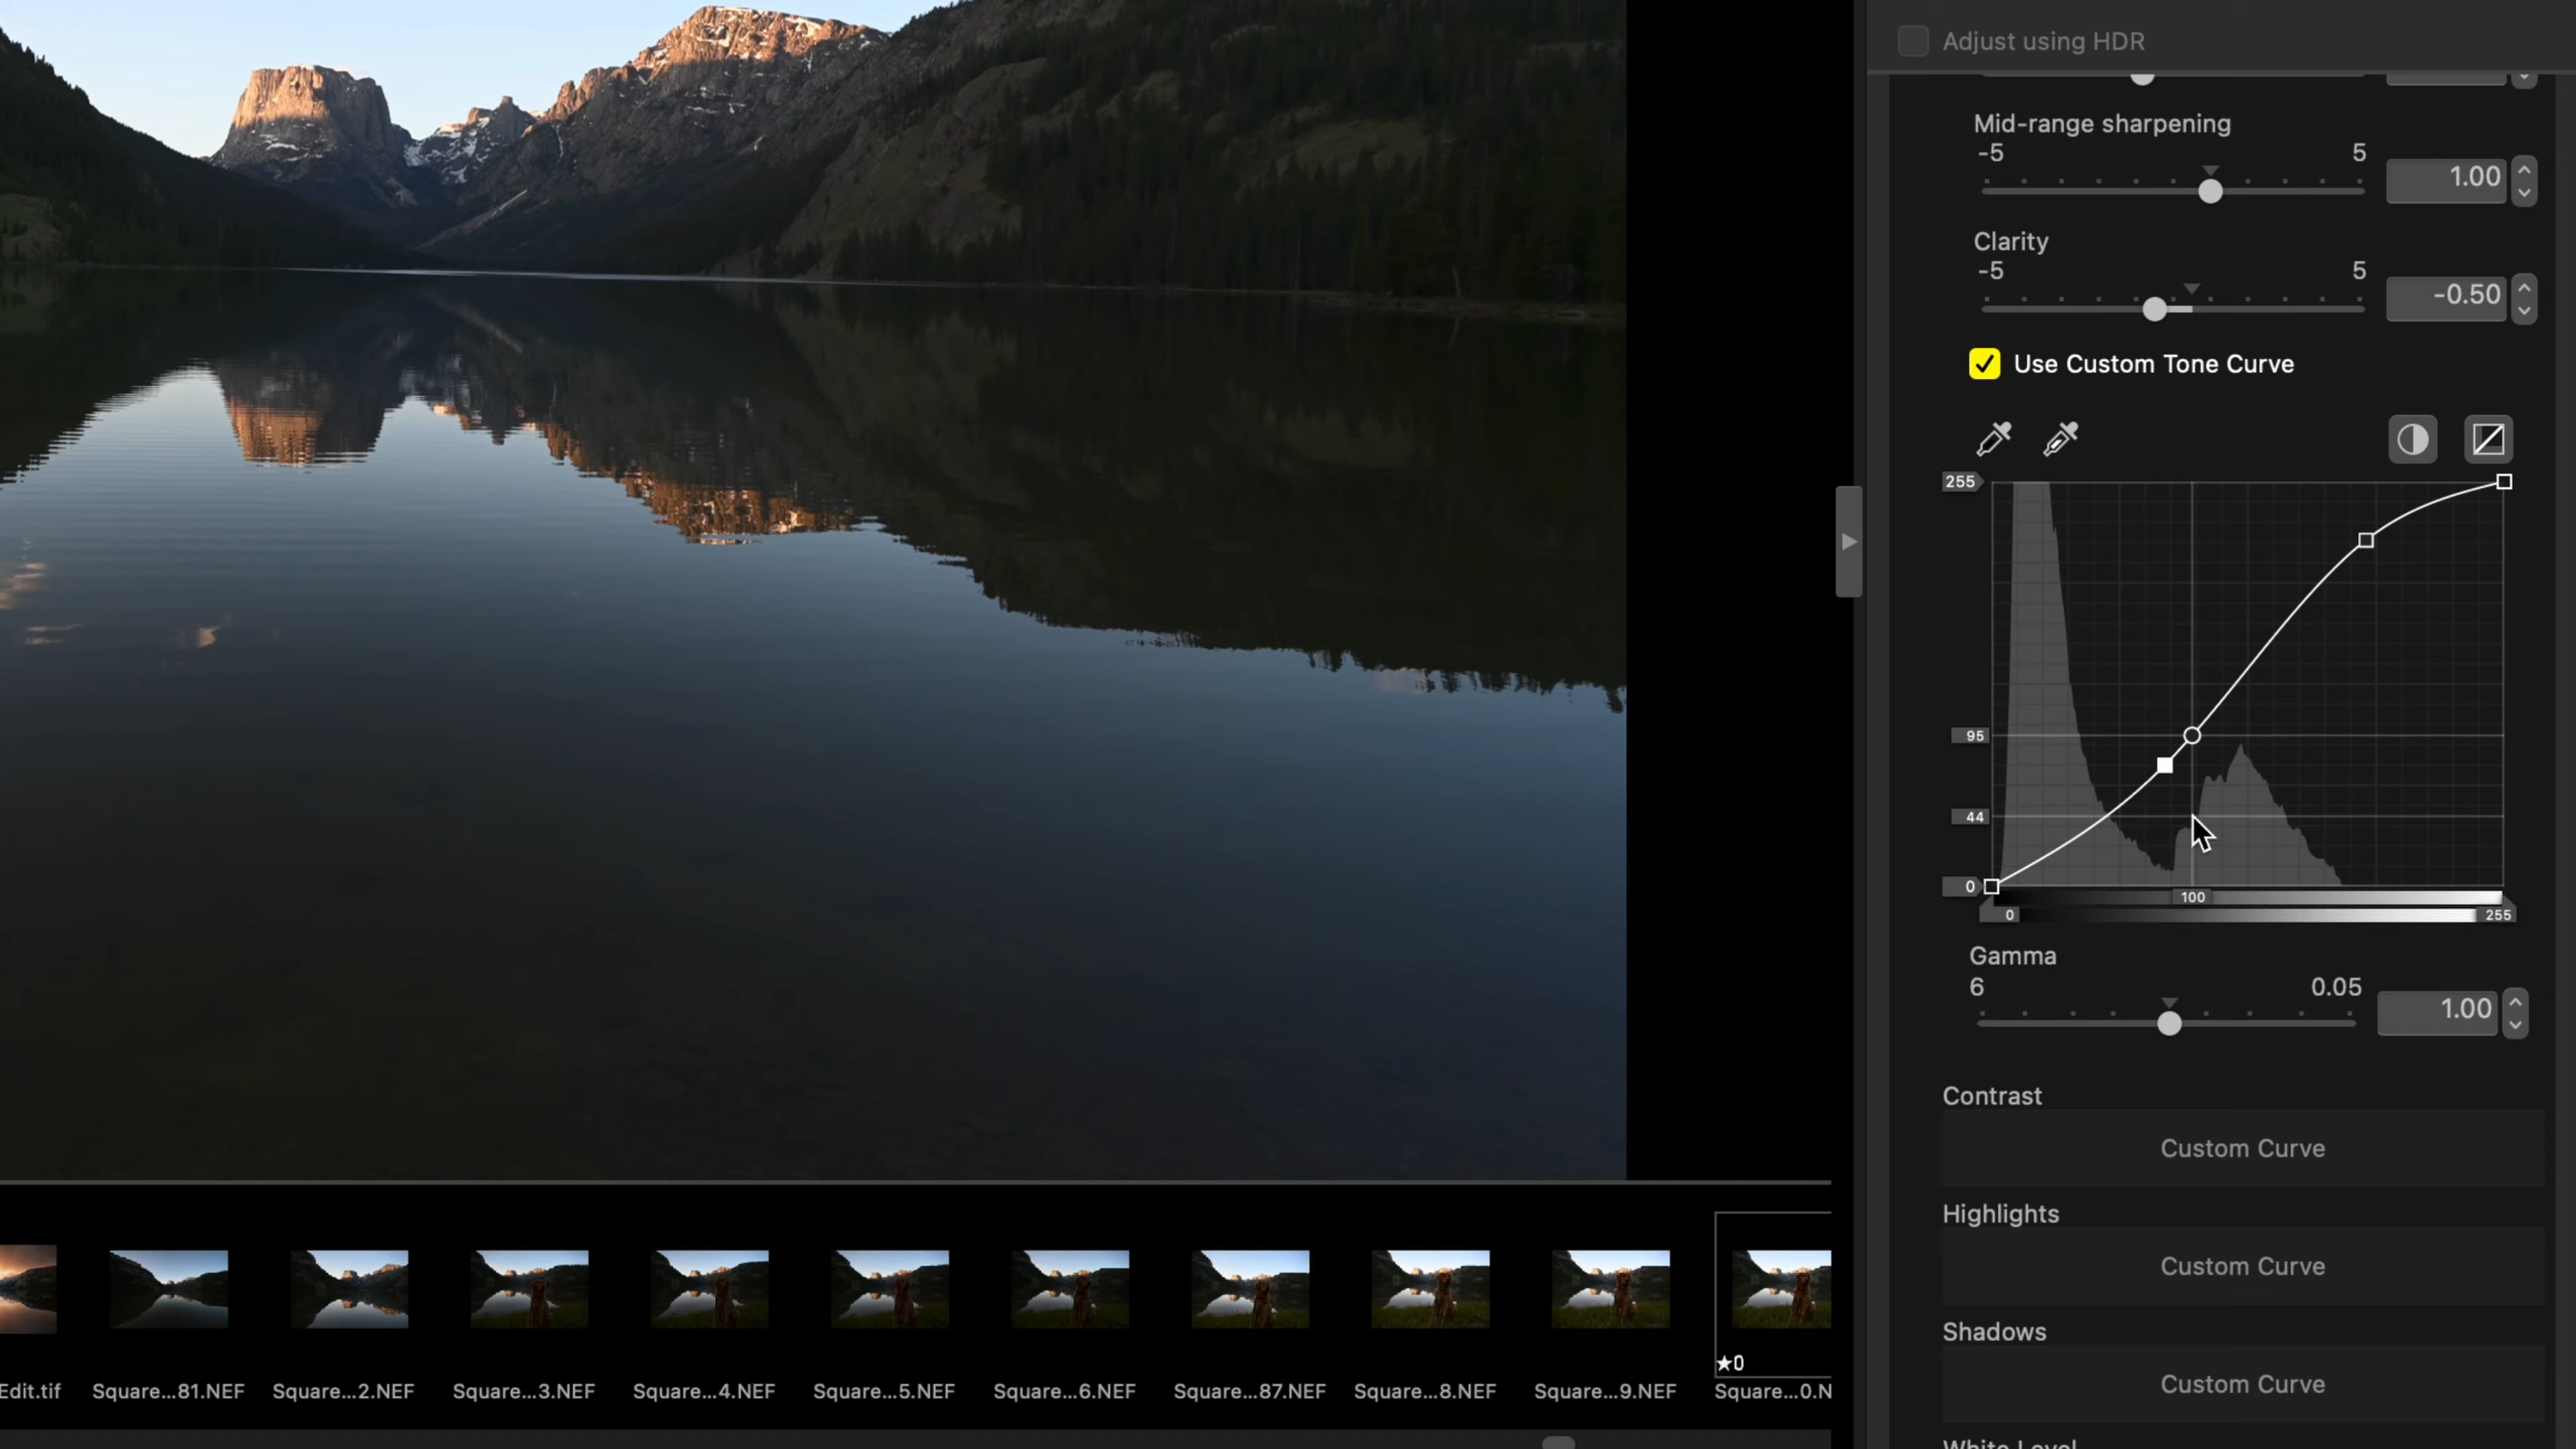 Adjust using HDR
Mid-range sharpening
-5 5
1.00
Clarity
-5 5
-0.50
Use Custom Tone Curve
255
95
44
0
100
0 255
Gamma
6 0.05
1.00
Contrast
Custom Curve
Highlights
Custom Curve
Shadows
Custom Curve
White Level
★0
Edit.tif Square...81.NEF Square...2.NEF Square...3.NEF Square...4.NEF Square...5.NEF Square...6.NEF Square...87.NEF Square...8.NEF Square...9.NEF Square...0.N